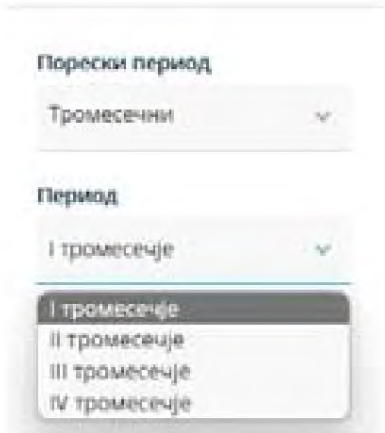 Порески период
Тромесечни
Период
I тромесечје
I тромесечје
II тромесечје
III тромесечје
IV тромесечје